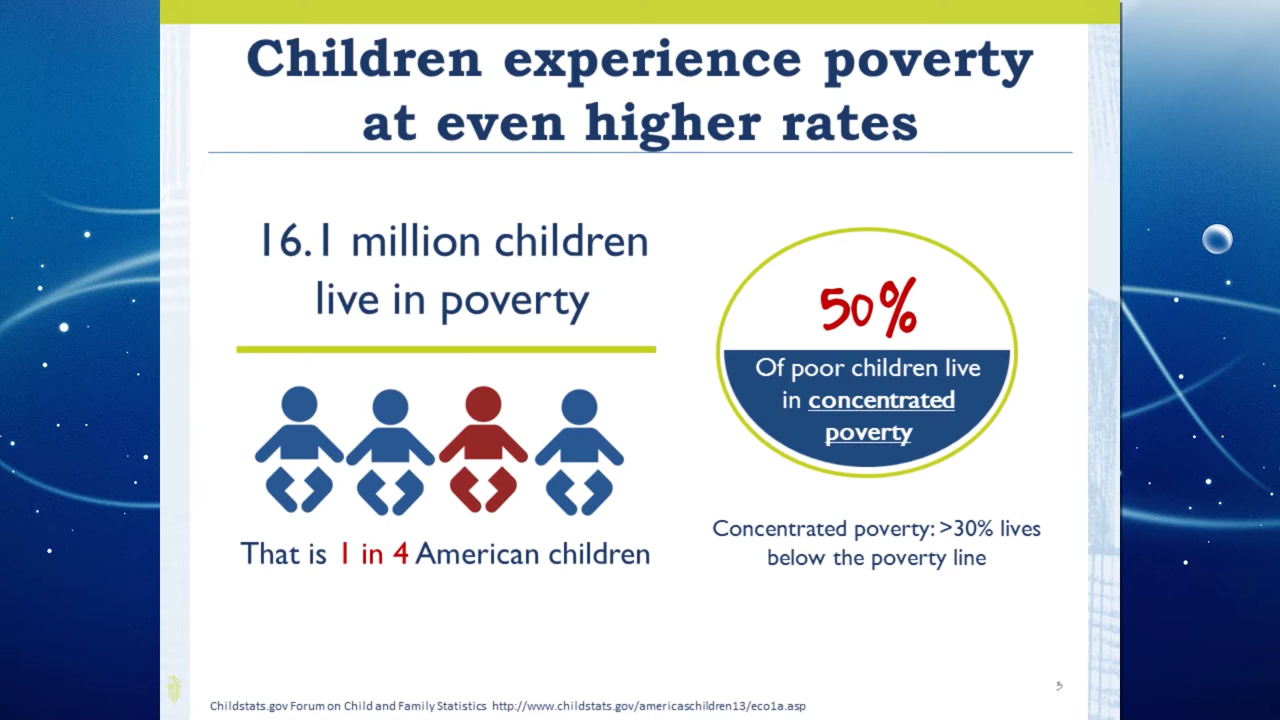 Children experience poverty
at even higher rates
16.1 million children
live in poverty
That is 1 in 4 American children
50%
Of poor children live
in concentrated
poverty
Concentrated poverty: >30% lives
below the poverty line
3
Childstats.gov Forum on Child and Family Statistics http://www.childstats.gov/americaschildren13/eco1a.asp